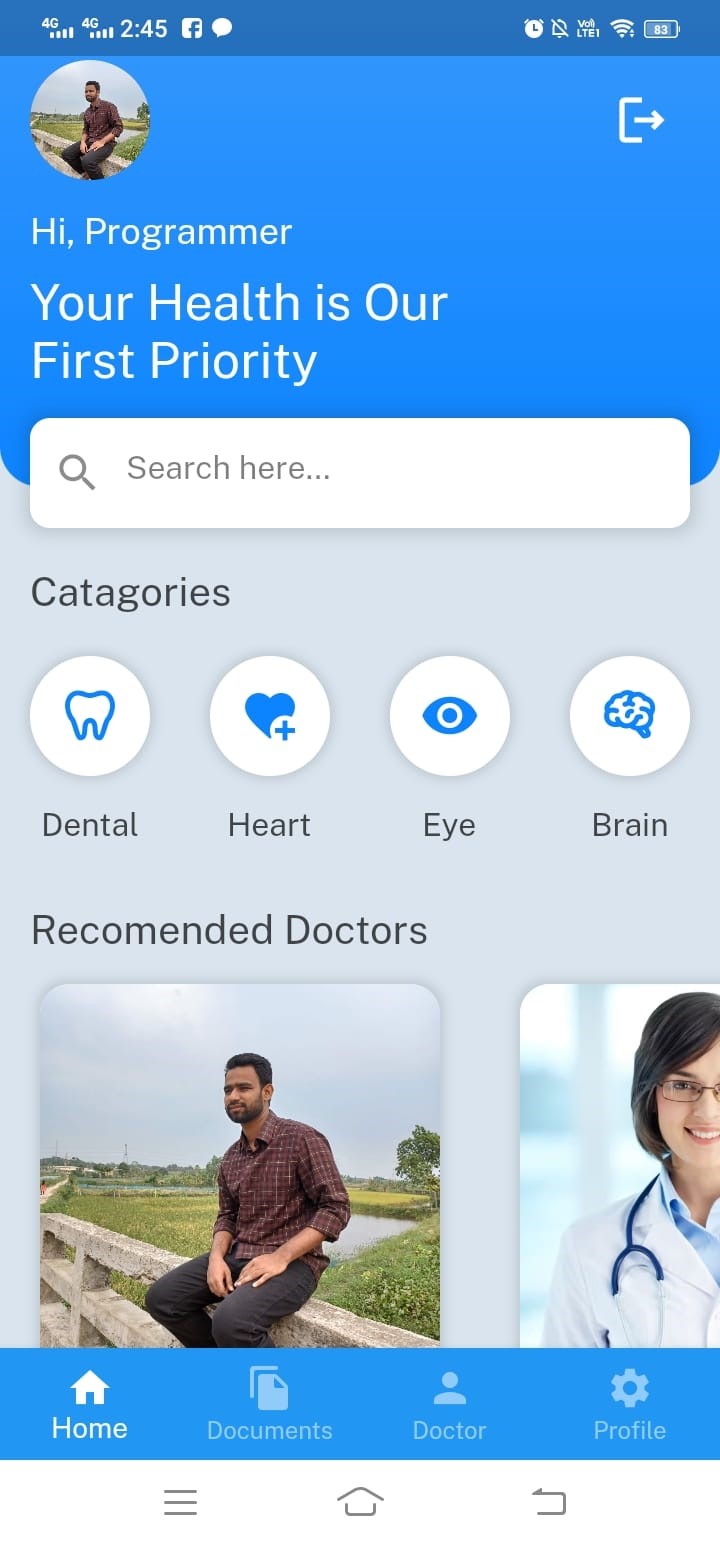 4G 4G 2:45 Vo)) LTE1 83
Hi, Programmer
Your Health is Our
First Priority
Search here...
Catagories
Dental Heart Eye Brain
Recomended Doctors
Home Documents Doctor Profile